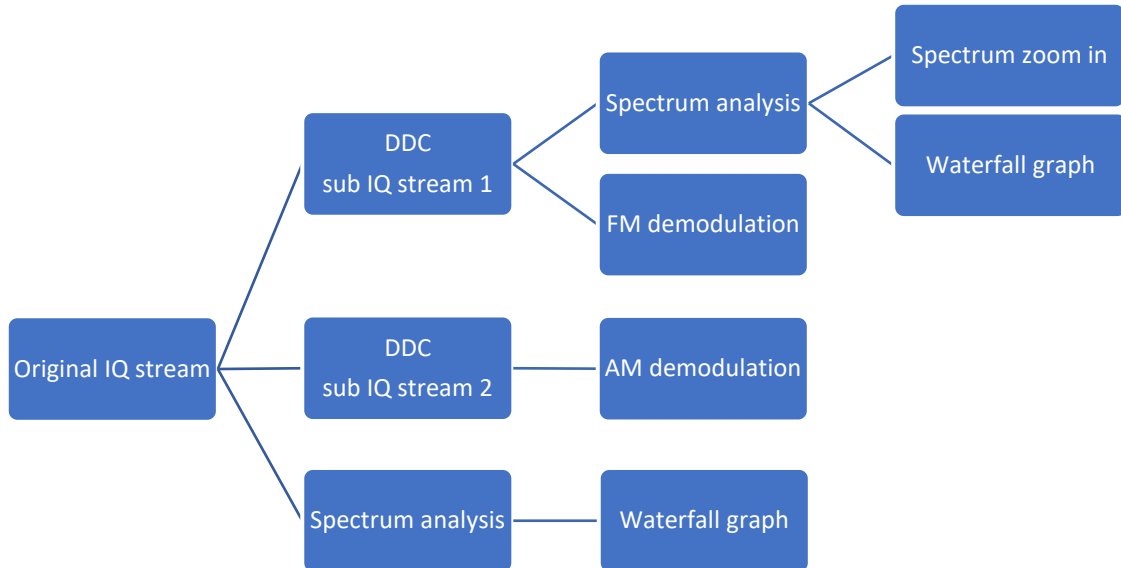 Original IQ stream
DDC
sub IQ stream 1
Spectrum analysis
Spectrum zoom in
Waterfall graph
FM demodulation
DDC
sub IQ stream 2
AM demodulation
Spectrum analysis
Waterfall graph